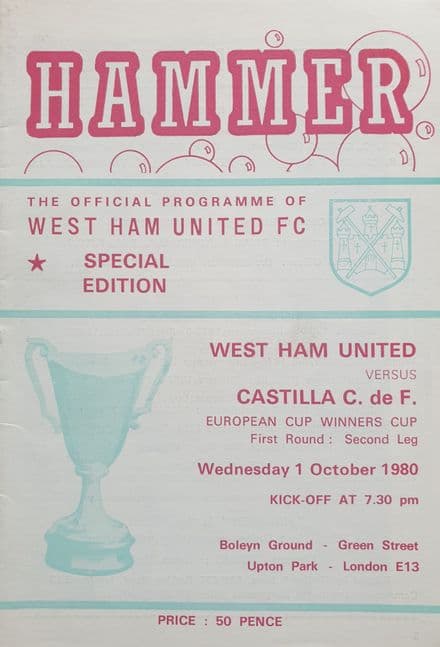 HAMMER
THE OFFICIAL PROGRAMME OF
WEST HAM UNITED FC
★ SPECIAL
EDITION
WEST HAM UNITED
VERSUS
CASTILLA C. de F.
EUROPEAN CUP WINNERS CUP
First Round : Second Leg
Wednesday 1 October 1980
KICK-OFF AT 7.30 pm
Boleyn Ground - Green Street
Upton Park - London E13
PRICE : 50 PENCE